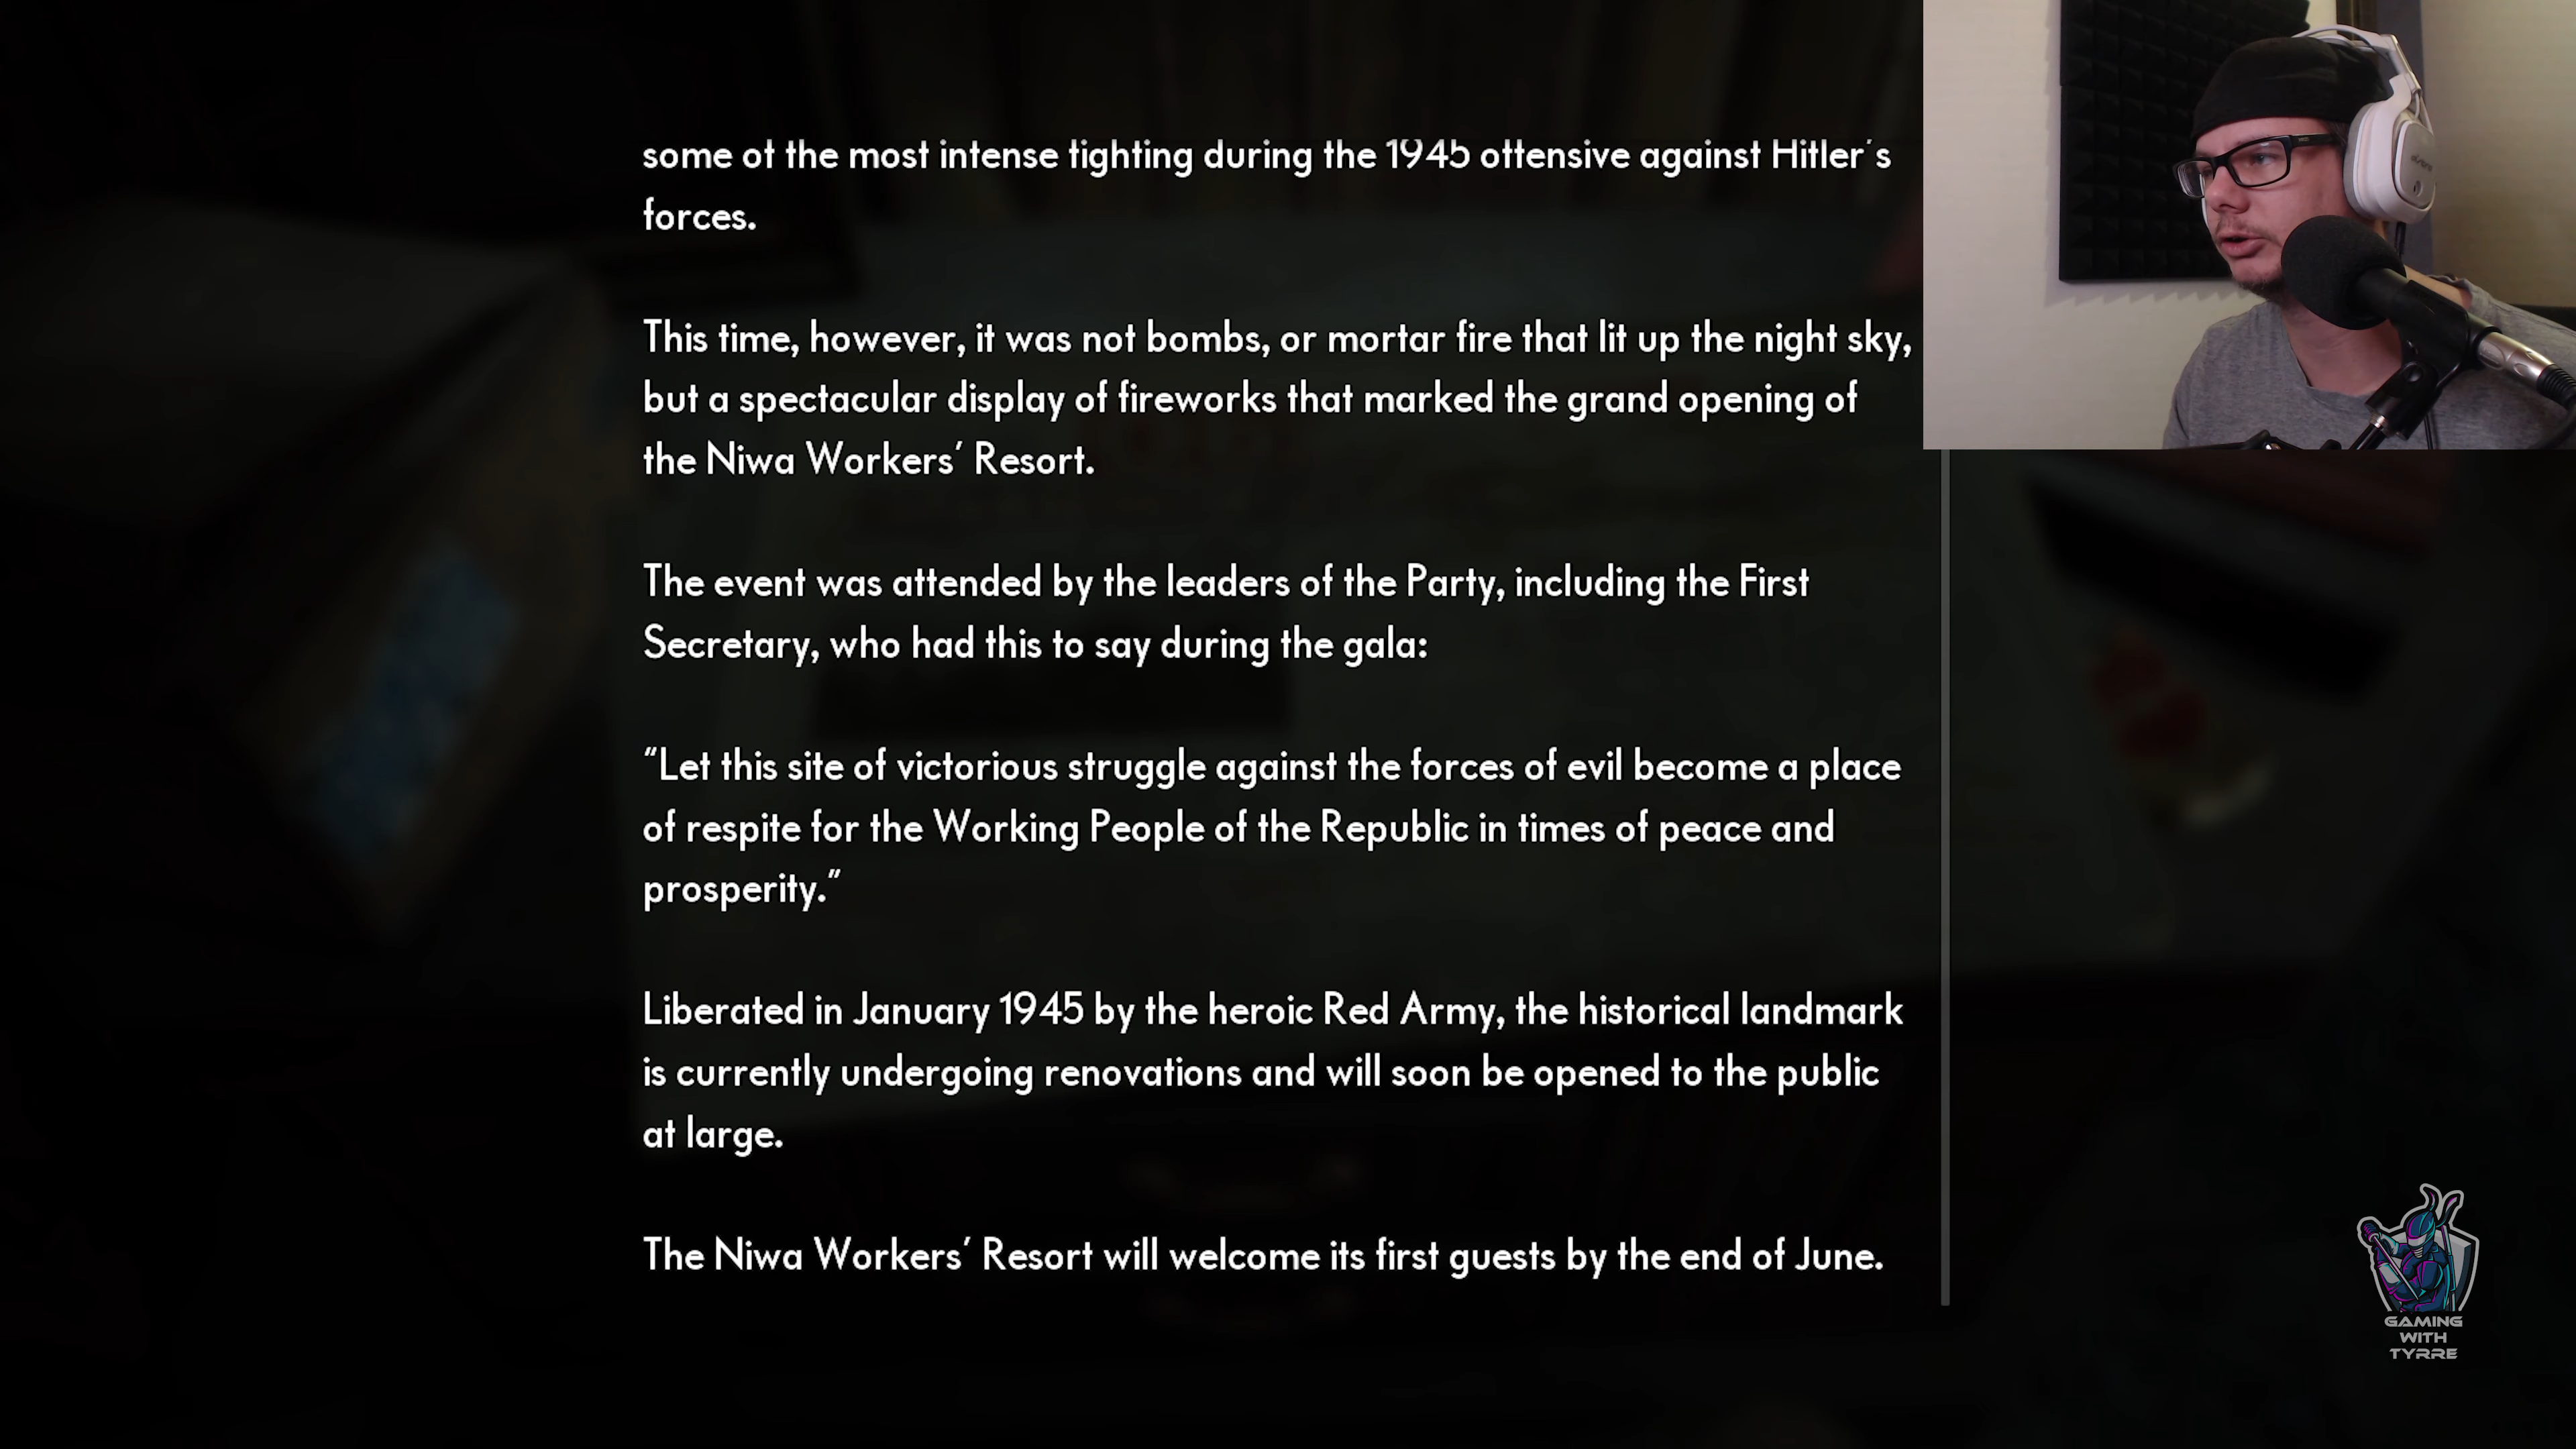 some of the most intense fighting during the 1945 offensive against Hitler's
forces.
This time, however, it was not bombs, or mortar fire that lit up the night sky,
but a spectacular display of fireworks that marked the grand opening of
the Niwa Workers’ Resort.
The event was attended by the leaders of the Party, including the First
Secretary, who had this to say during the gala:
“Let this site of victorious struggle against the forces of evil become a place
of respite for the Working People of the Republic in times of peace and
prosperity.”
Liberated in January 1945 by the heroic Red Army, the historical landmark
is currently undergoing renovations and will soon be opened to the public
at large.
The Niwa Workers’ Resort will welcome its first guests by the end of June.
GAMING
WITH
TYRRE